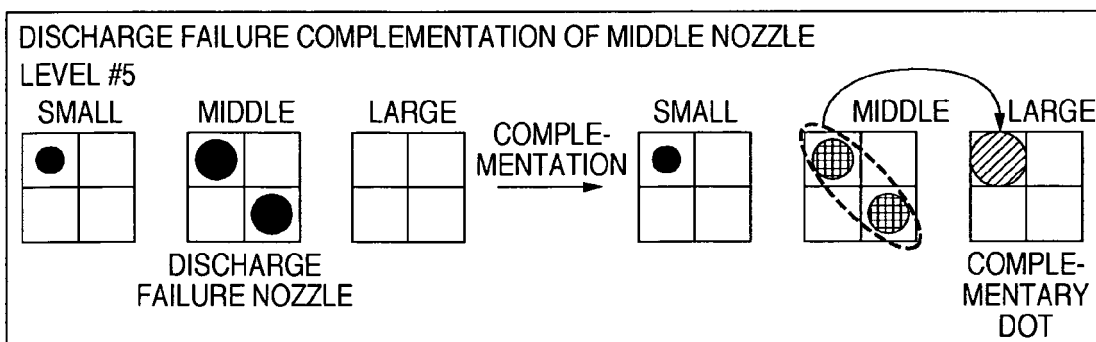 DISCHARGE FAILURE COMPLEMENTATION OF MIDDLE NOZZLE
LEVEL #5
SMALL MIDDLE LARGE SMALL MIDDLE LARGE
COMPLE-
MENTATION
DISCHARGE
FAILURE NOZZLE
COMPLE-
MENTARY
DOT